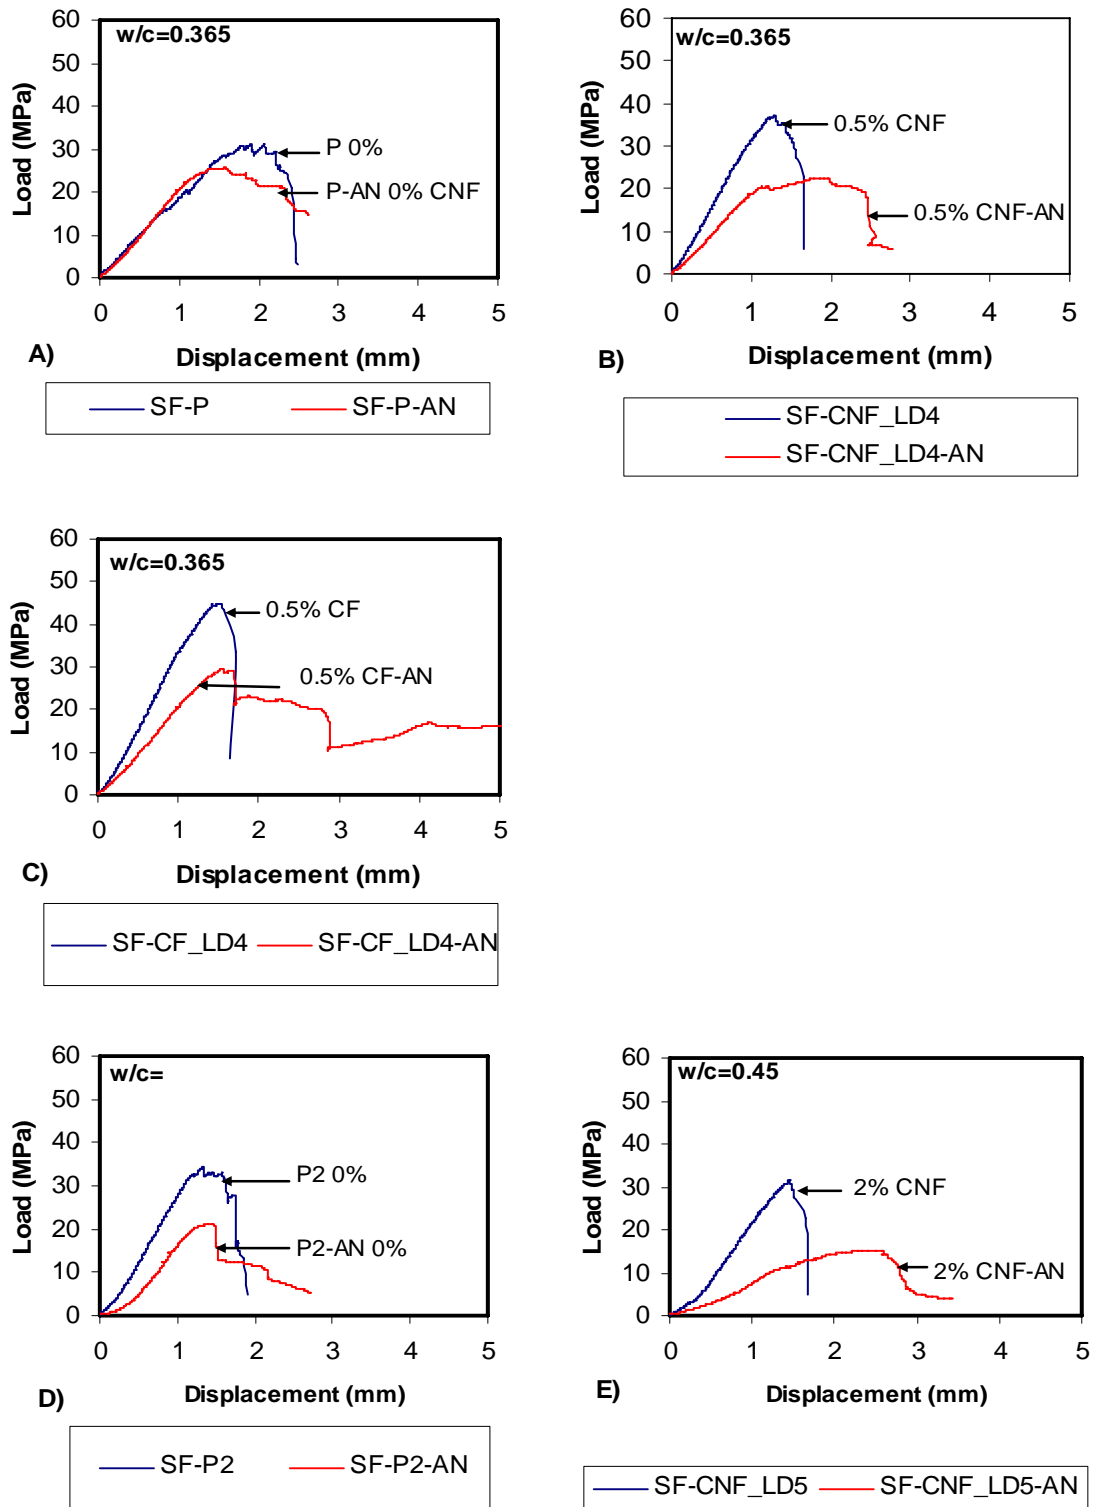 60
w/c=0.365
50
40
30
20
10
0
P 0%
P-AN 0% CNF
Load (MPa)
0 1 2 3 4 5
Displacement (mm)
A)
SF-P SF-P-AN
60
w/c=0.365
50
40
30
20
10
0
0.5% CNF
0.5% CNF-AN
Load (MPa)
0 1 2 3 4 5
Displacement (mm)
B)
SF-CNF_LD4
SF-CNF_LD4-AN
60
w/c=0.365
50
40
30
20
10
0
0.5% CF
0.5% CF-AN
Load (MPa)
0 1 2 3 4 5
Displacement (mm)
C)
SF-CF_LD4 SF-CF_LD4-AN
60
w/c=
50
40
30
20
10
0
P2 0%
P2-AN 0%
Load (MPa)
0 1 2 3 4 5
Displacement (mm)
D)
SF-P2 SF-P2-AN
60
w/c=0.45
50
40
30
20
10
0
2% CNF
2% CNF-AN
Load (MPa)
0 1 2 3 4 5
Displacement (mm)
E)
SF-CNF_LD5 SF-CNF_LD5-AN